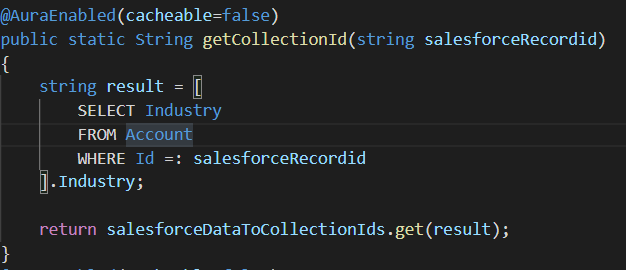 @AuraEnabled(cacheable=false)
public static String getCollectionId(string salesforceRecordid)
{
string result = [
SELECT Industry
FROM Account
WHERE Id =: salesforceRecordid
].Industry;
return salesforceDataToCollectionIds.get(result);
}